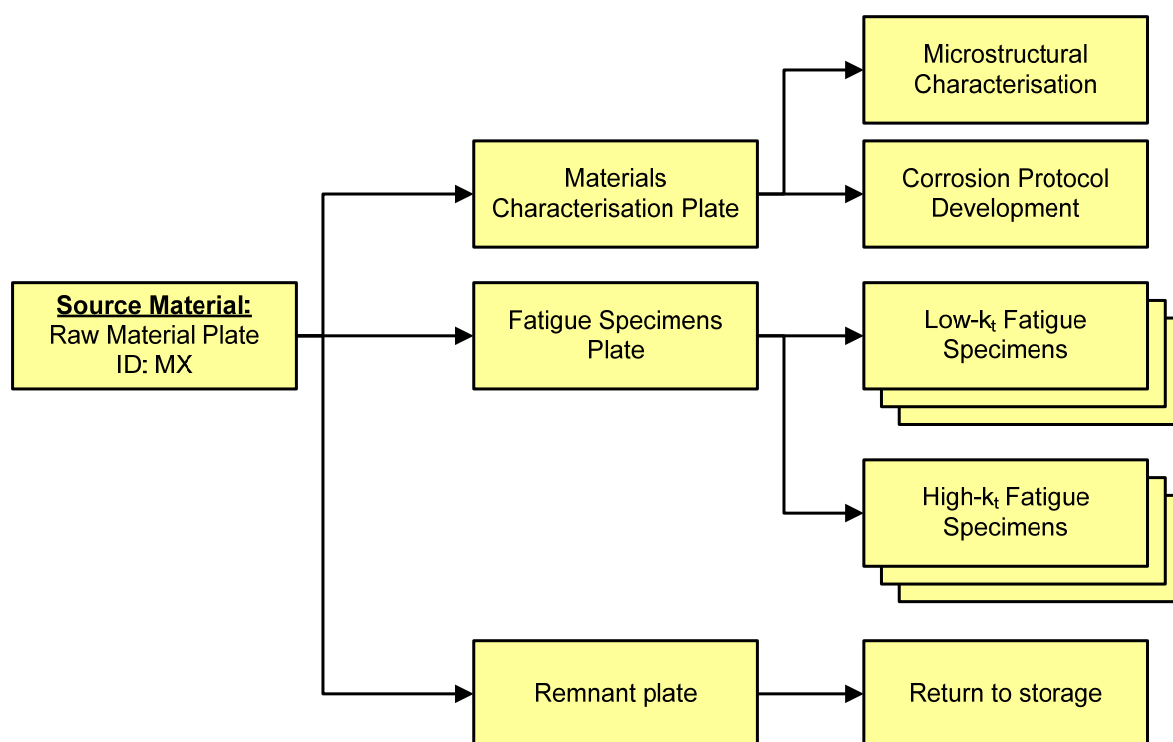 Microstructural
Characterisation
Materials
Characterisation Plate
Corrosion Protocol
Development
Source Material:
Raw Material Plate
ID: MX
Fatigue Specimens
Plate
Low-kt Fatigue
Specimens
High-kt Fatigue
Specimens
Remnant plate
Return to storage